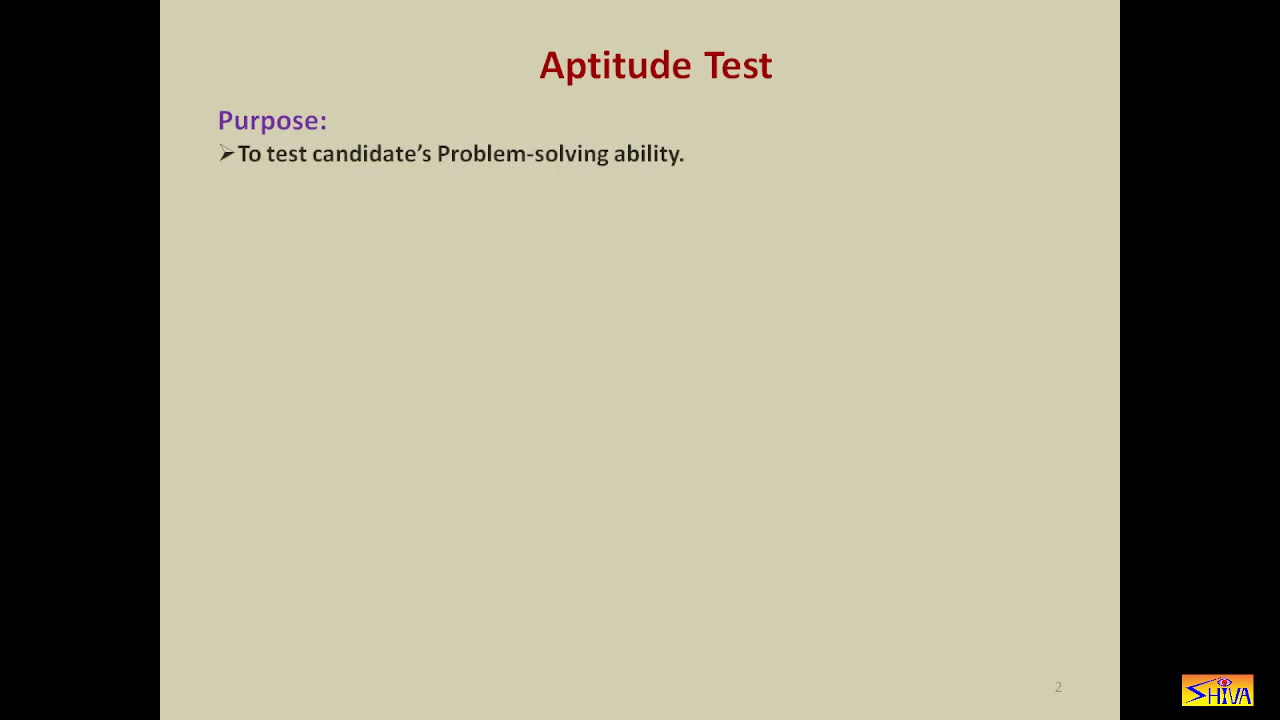 Aptitude Test
Purpose:
➢To test candidate’s Problem-solving ability.
2
SHIVA